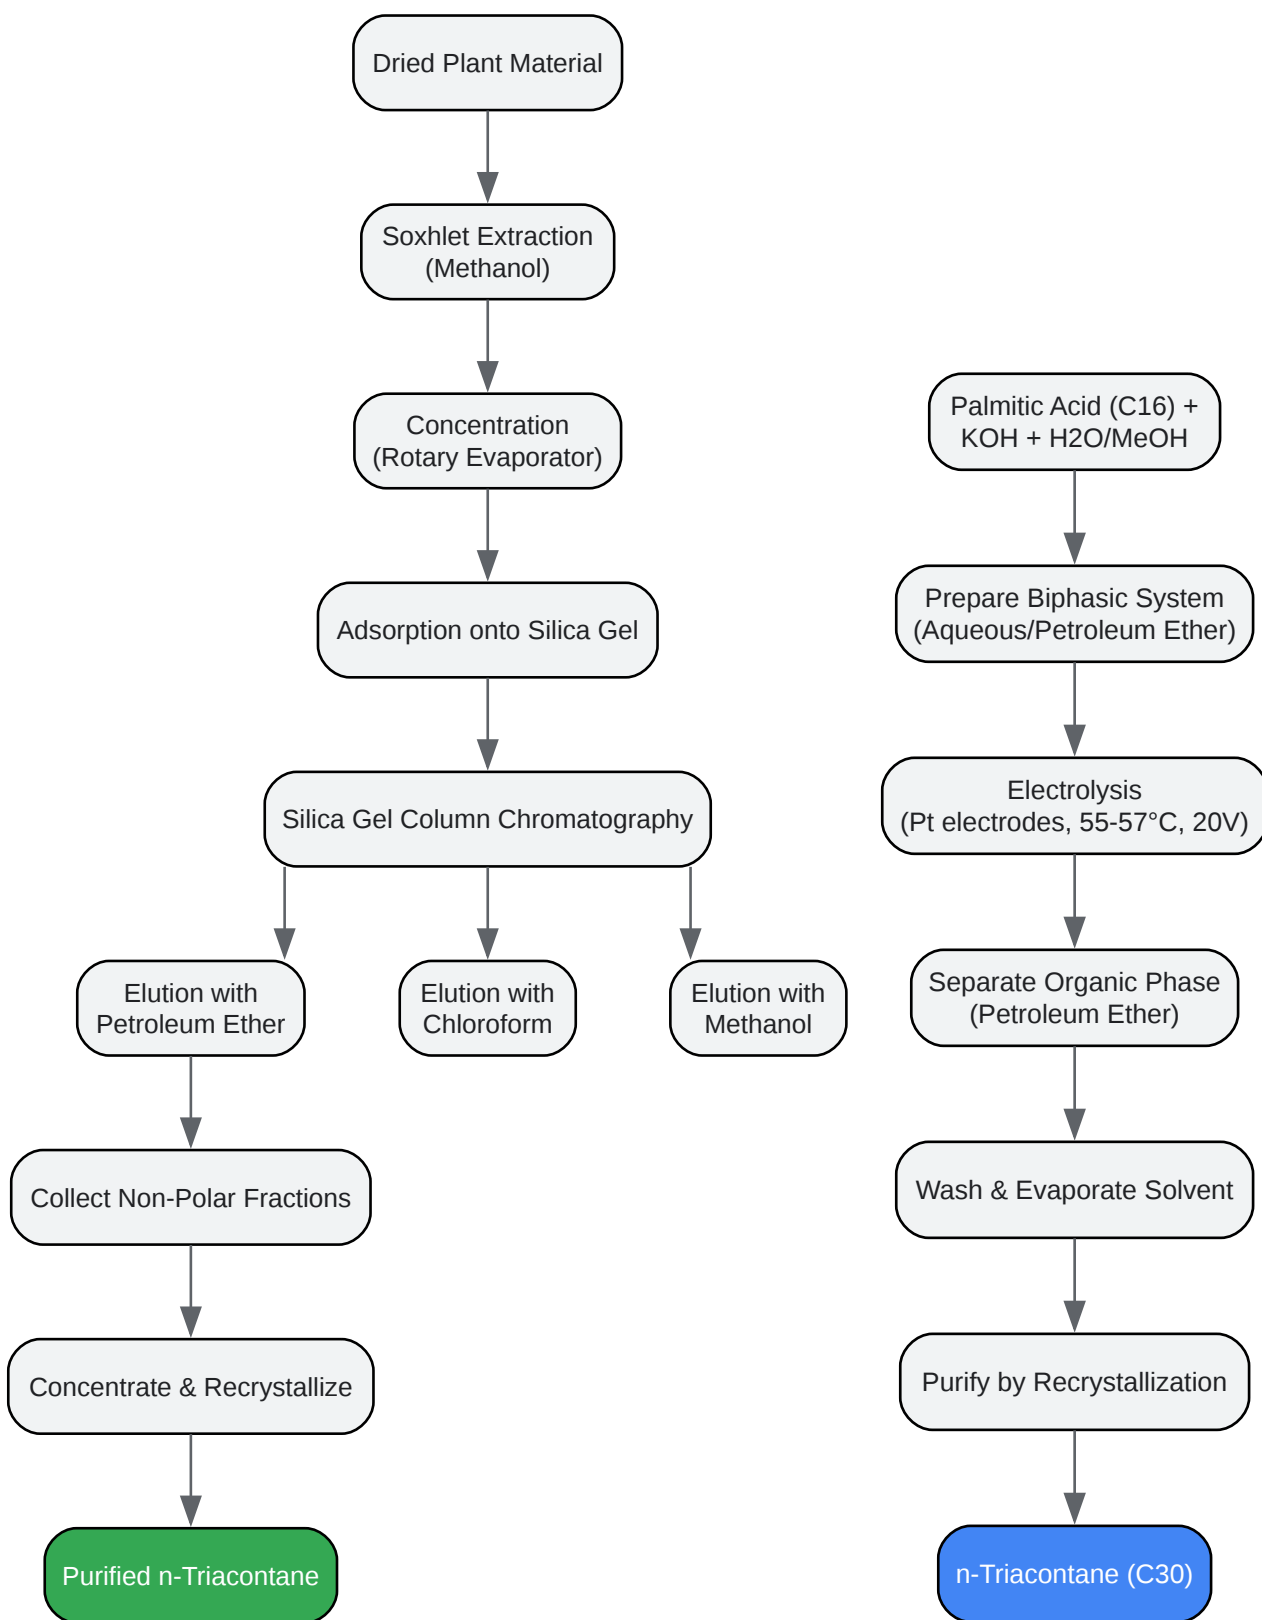 Dried Plant Material
Soxhlet Extraction
(Methanol)
Concentration
(Rotary Evaporator)
Adsorption onto Silica Gel
Silica Gel Column Chromatography
Elution with
Petroleum Ether
Elution with
Chloroform
Elution with
Methanol
Collect Non-Polar Fractions
Concentrate & Recrystallize
Purified n-Triacontane
Palmitic Acid (C16) +
KOH + H2O/MeOH
Prepare Biphasic System
(Aqueous/Petroleum Ether)
Electrolysis
(Pt electrodes, 55-57°C, 20V)
Separate Organic Phase
(Petroleum Ether)
Wash & Evaporate Solvent
Purify by Recrystallization
n-Triacontane (C30)